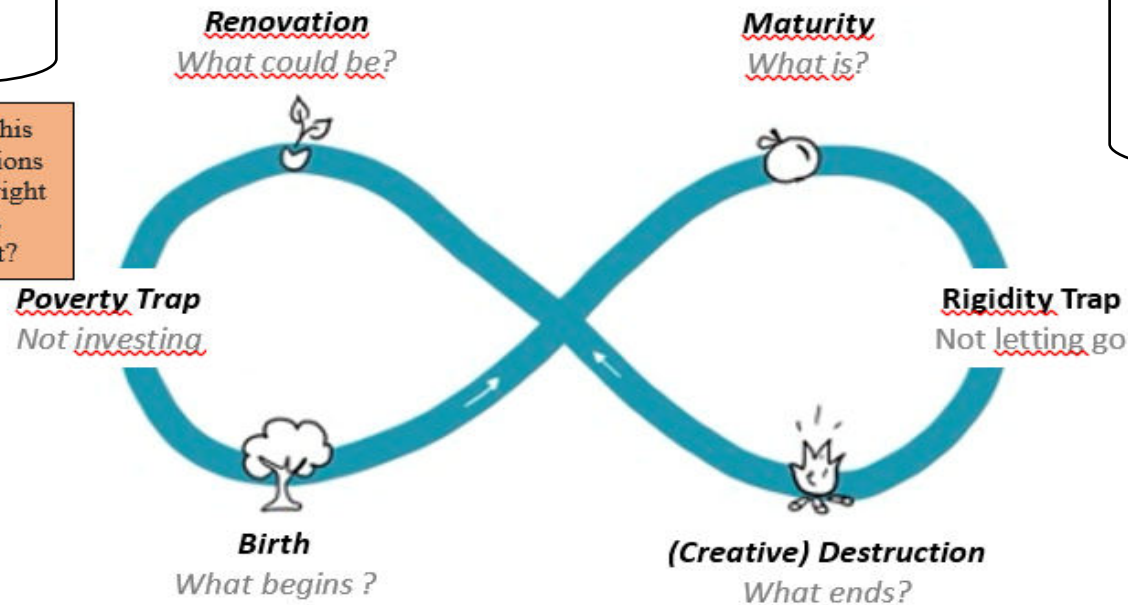 Renovation
What could be?
Maturity
What is?
his
ions
ight
t?
Poverty Trap
Not investing
Rigidity Trap
Not letting go
Birth
What begins ?
(Creative) Destruction
What ends?